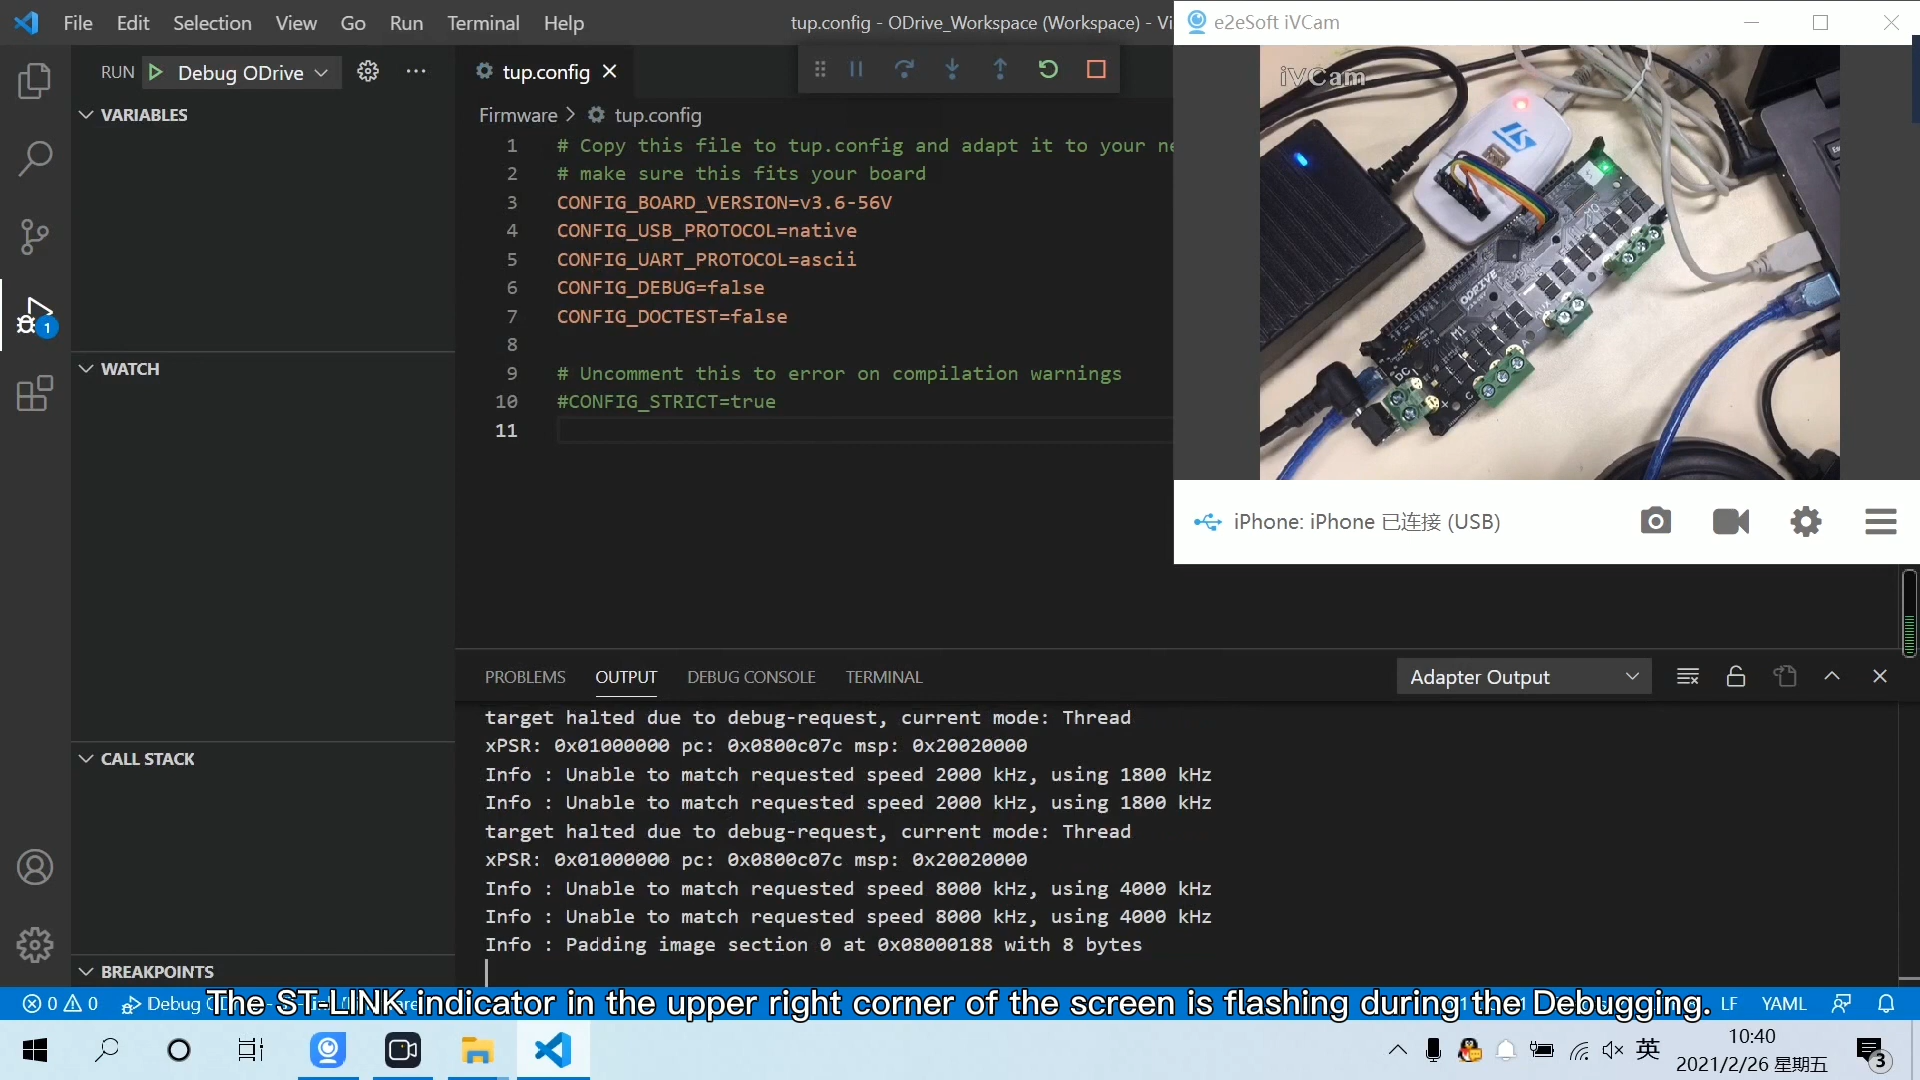 File Edit Selection View Go Run Terminal Help
tup.config - ODrive_Workspace (Workspace) - Vi
e2eSoft iVCam
RUN Debug ODrive
tup.config
VARIABLES
Firmware > tup.config
1 # Copy this file to tup.config and adapt it to your ne
2 # make sure this fits your board
3 CONFIG_BOARD_VERSION=v3.6-56V
4 CONFIG_USB_PROTOCOL=native
5 CONFIG_UART_PROTOCOL=ascii
6 CONFIG_DEBUG=false
7 CONFIG_DOCTEST=false
8
9 # Uncomment this to error on compilation warnings
10 #CONFIG_STRICT=true
11
iVCam
ODRIVE
M0
M1
AUX
DC
A
C
1
WATCH
iPhone: iPhone 已连接 (USB)
CALL STACK
BREAKPOINTS
PROBLEMS OUTPUT DEBUG CONSOLE TERMINAL
Adapter Output
target halted due to debug-request, current mode: Thread
xPSR: 0x01000000 pc: 0x0800c07c msp: 0x20020000
Info : Unable to match requested speed 2000 kHz, using 1800 kHz
Info : Unable to match requested speed 2000 kHz, using 1800 kHz
target halted due to debug-request, current mode: Thread
xPSR: 0x01000000 pc: 0x0800c07c msp: 0x20020000
Info : Unable to match requested speed 8000 kHz, using 4000 kHz
Info : Unable to match requested speed 8000 kHz, using 4000 kHz
Info : Padding image section 0 at 0x08000188 with 8 bytes
0 0 Debug
The ST-LINK indicator in the upper right corner of the screen is flashing during the Debugging.
LF YAML
英
10:40
2021/2/26 星期五
3